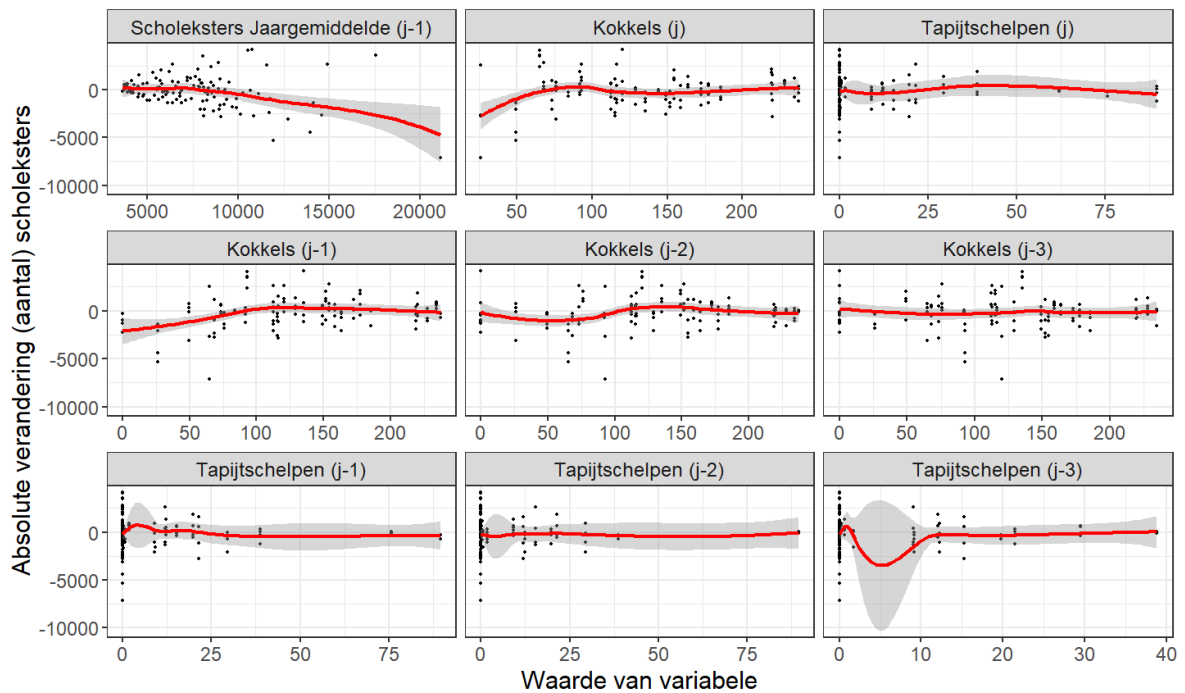 Scholeksters Jaargemiddelde (j-1)
Kokkels (j)
Tapijtschelpen (j)
0
-5000
-10000
5000 10000 15000 20000
50 100 150 200
0 25 50 75
Kokkels (j-1)
Kokkels (j-2)
Kokkels (j-3)
0
-5000
-10000
0 50 100 150 200
0 50 100 150 200
0 50 100 150 200
Tapijtschelpen (j-1)
Tapijtschelpen (j-2)
Tapijtschelpen (j-3)
0
-5000
-10000
0 25 50 75
0 25 50 75
0 10 20 30 40
Absolute verandering (aantal) scholeksters
Waarde van variabele